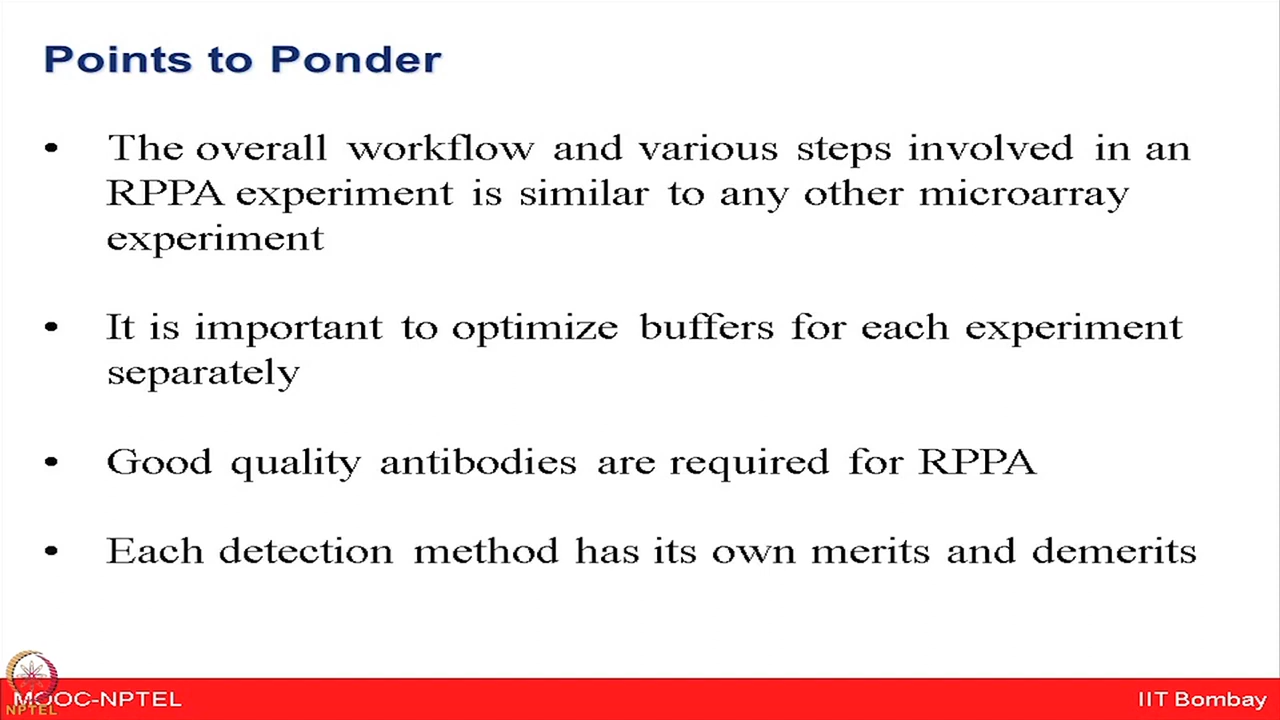 Points to Ponder
• The overall workflow and various steps involved in an
RPPA experiment is similar to any other microarray
experiment
• It is important to optimize buffers for each experiment
separately
• Good quality antibodies are required for RPPA
• Each detection method has its own merits and demerits
MOOC-NPTEL
NPTEL
IIT Bombay